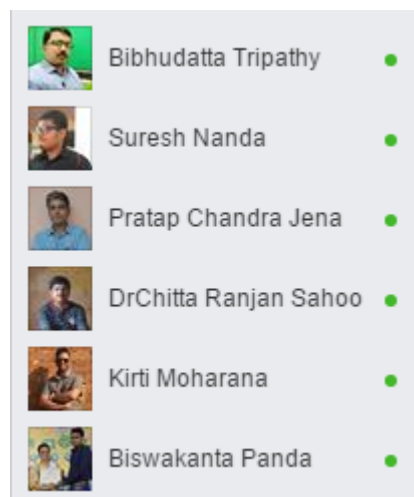 Bibhudatta Tripathy
Suresh Nanda
Pratap Chandra Jena
DrChitta Ranjan Sahoo
Kirti Moharana
Biswakanta Panda